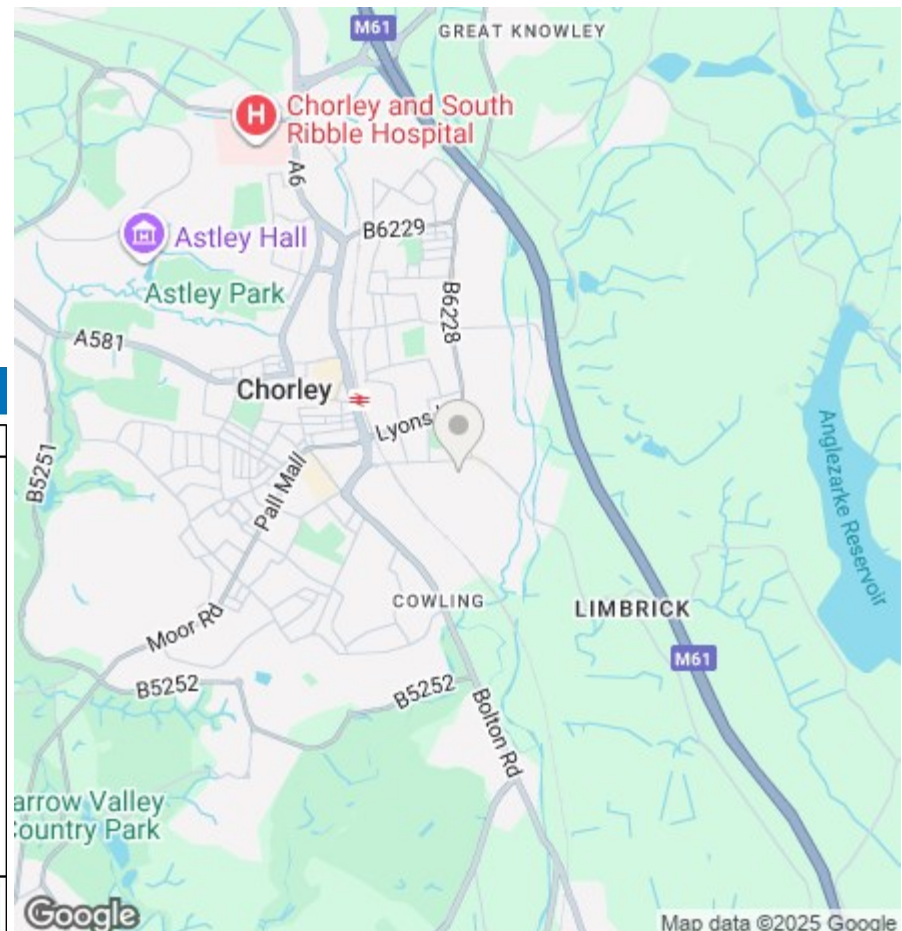 M61
GREAT KNOWLEY
H
Chorley and South
Ribble Hospital
A6
B6229
Astley Hall
Astley Park
B6228
A581
Chorley
Lyons
B5251
Pall Mall
Anglezarke Reservoir
COWLING
LIMBRICK
Moor Rd
M61
B5252
B5252
Bolton Rd
arrow Valley
Country Park
Google
Map data ©2025 Google